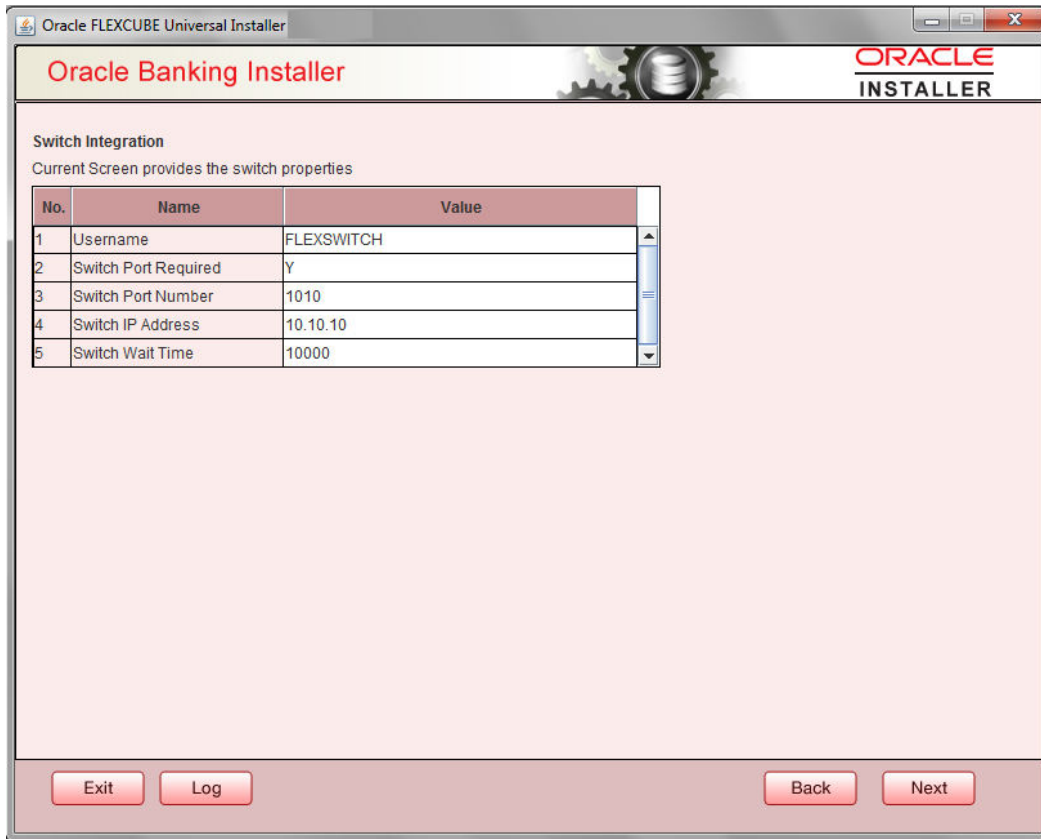 Oracle FLEXCUBE Universal Installer
Oracle Banking Installer
ORACLE
INSTALLER
Switch Integration
Current Screen provides the switch properties
No. Name Value
1 Username FLEXSWITCH
2 Switch Port Required Y
3 Switch Port Number 1010
4 Switch IP Address 10.10.10
5 Switch Wait Time 10000
Exit Log Back Next